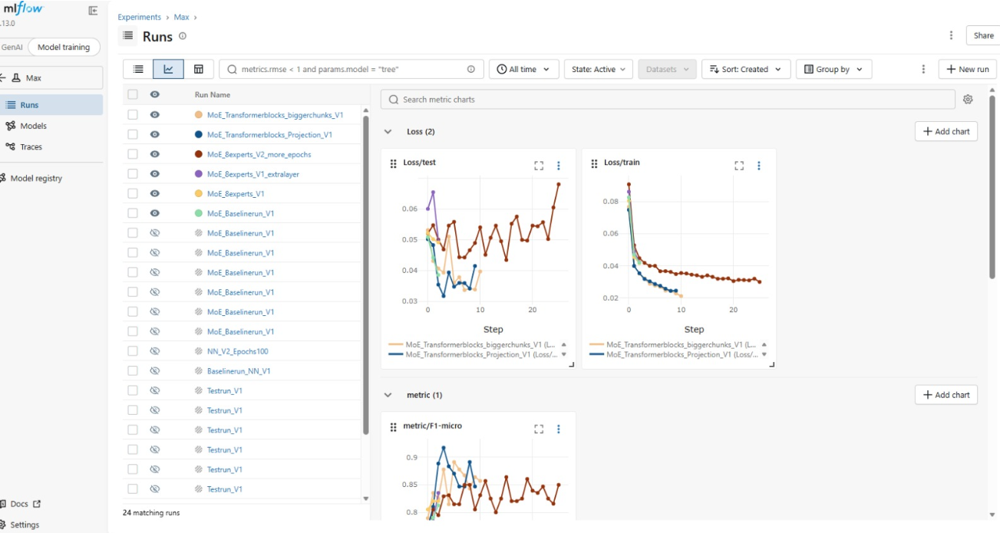 mlflow
.13.0
GenAI Model training
Max
Runs
Models
Traces
Model registry
Docs
Settings
Experiments › Max ›
Runs
Share
metrics.rmse < 1 and params.model = "tree"
All time
State: Active
Datasets
Sort: Created
Group by
+ New run
Run Name
MoE_Transformerblocks_biggerchunks_V1
MoE_Transformerblocks_Projection_V1
MoE_8experts_V2_more_epochs
MoE_8experts_V1_extralayer
MoE_8experts_V1
MoE_Baselinerun_V1
MoE_Baselinerun_V1
MoE_Baselinerun_V1
MoE_Baselinerun_V1
MoE_Baselinerun_V1
MoE_Baselinerun_V1
MoE_Baselinerun_V1
NN_V2_Epochs100
Baselinerun_NN_V1
Testrun_V1
Testrun_V1
Testrun_V1
Testrun_V1
Testrun_V1
Testrun_V1
24 matching runs
Search metric charts
Loss (2)
+ Add chart
Loss/test
0.06
0.05
0.04
0.03
0 10 20
Step
MoE_Transformerblocks_biggerchunks_V1 (L...
MoE_Transformerblocks_Projection_V1 (Loss/...
Loss/train
0.08
0.06
0.04
0.02
0 10 20
Step
MoE_Transformerblocks_biggerchunks_V1 (L...
MoE_Transformerblocks_Projection_V1 (Loss/...
metric (1)
+ Add chart
metric/F1-micro
0.9
0.85
0.8